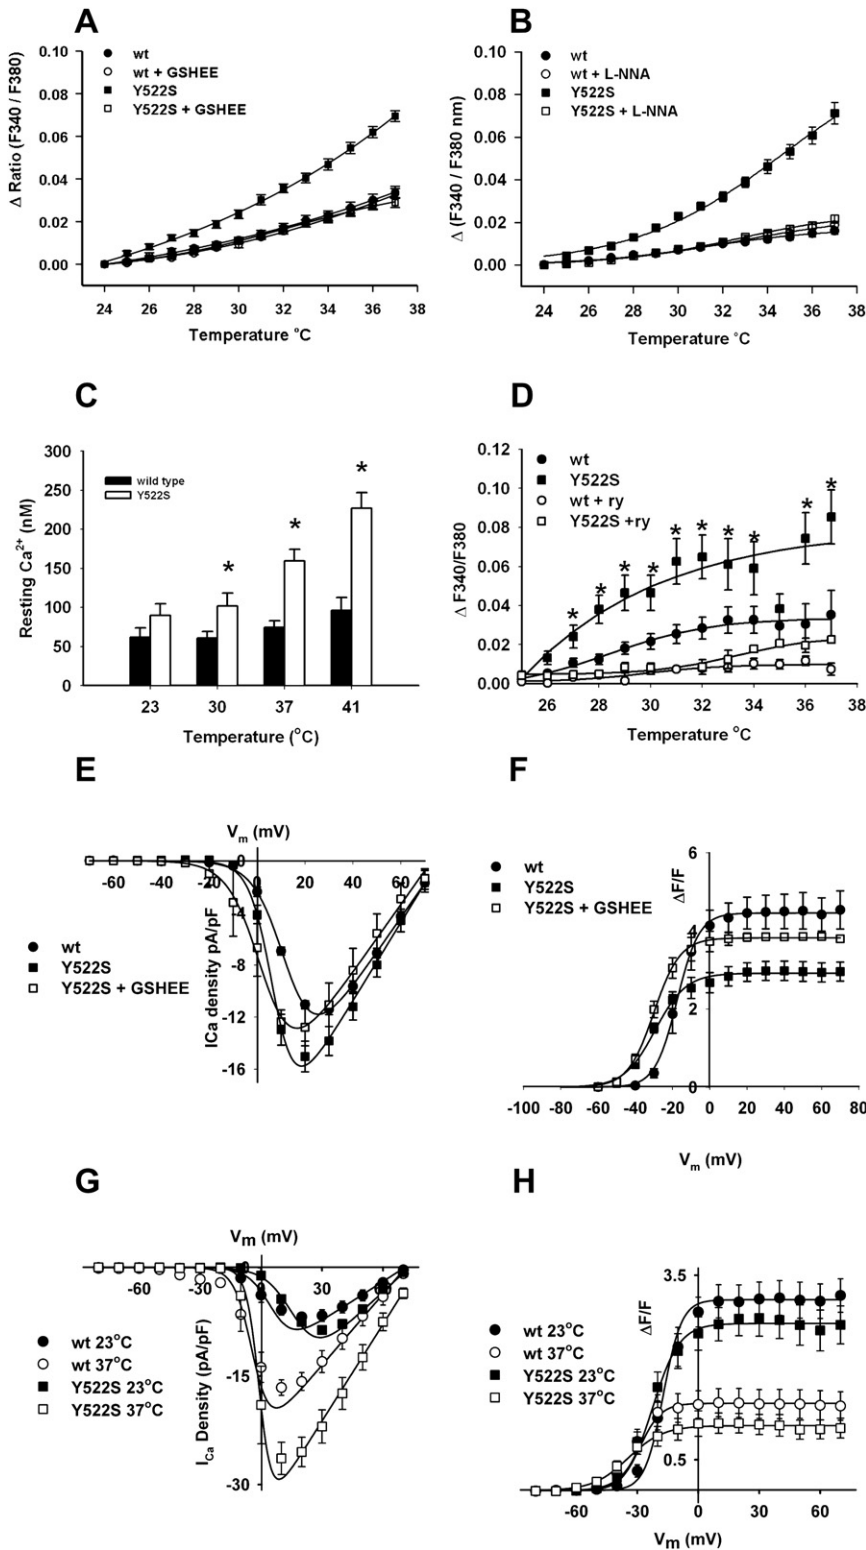 A
Δ Ratio (F340 / F380)
0.10
0.08
0.06
0.04
0.02
0.00
wt
wt + GSHEE
Y522S
Y522S + GSHEE
24 26 28 30 32 34 36 38
Temperature °C
B
Δ (F340 / F380 nm)
0.10
0.08
0.06
0.04
0.02
0.00
wt
wt + L-NNA
Y522S
Y522S + L-NNA
24 26 28 30 32 34 36 38
Temperature °C
C
Resting Ca²⁺ (nM)
300
250
200
150
100
50
0
wild type
Y522S
* * *
23 30 37 41
Temperature (°C)
D
Δ F340/F380
0.12
0.08
0.04
0.00
wt
Y522S
wt + ry
Y522S +ry
* * * * * * * * * *
26 28 30 32 34 36 38
Temperature °C
E
Vm (mV)
-60 -40 -20 0 20 40 60
0
-4
-8
-12
-16
ICa density pA/pF
wt
Y522S
Y522S + GSHEE
F
ΔF/F
6
4
2
0
wt
Y522S
Y522S + GSHEE
-100 -80 -60 -40 -20 0 20 40 60 80
Vm (mV)
G
Vm (mV)
-60 -30 0 30 60
-15
-30
ICa Density (pA/pF)
wt 23°C
wt 37°C
Y522S 23°C
Y522S 37°C
H
ΔF/F
3.5
0.5
wt 23°C
wt 37°C
Y522S 23°C
Y522S 37°C
-60 -30 0 30 60
Vm (mV)